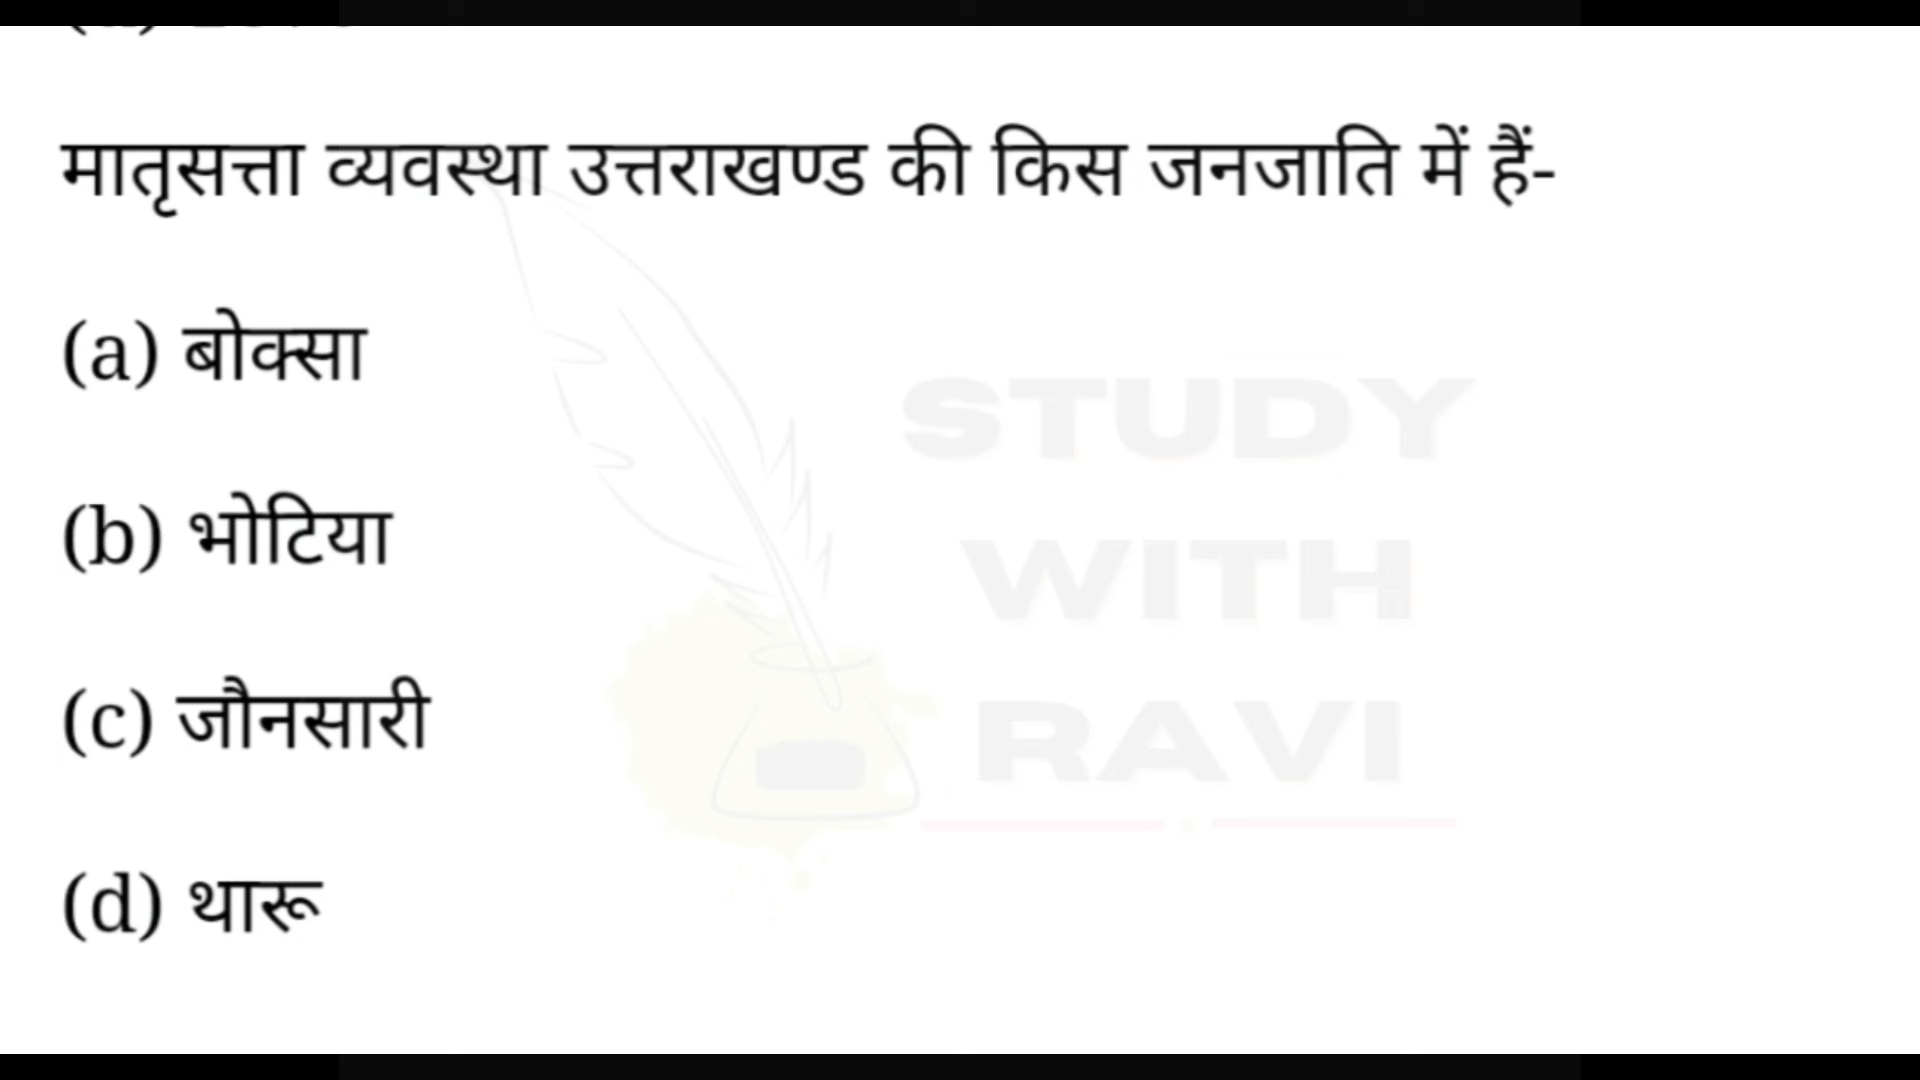 मातृसत्ता व्यवस्था उत्तराखण्ड की किस जनजाति में हैं-
(a) बोक्सा
STUDY
(b) भोटिया
WITH
(c) जौनसारी
RAVI
(d) थारू